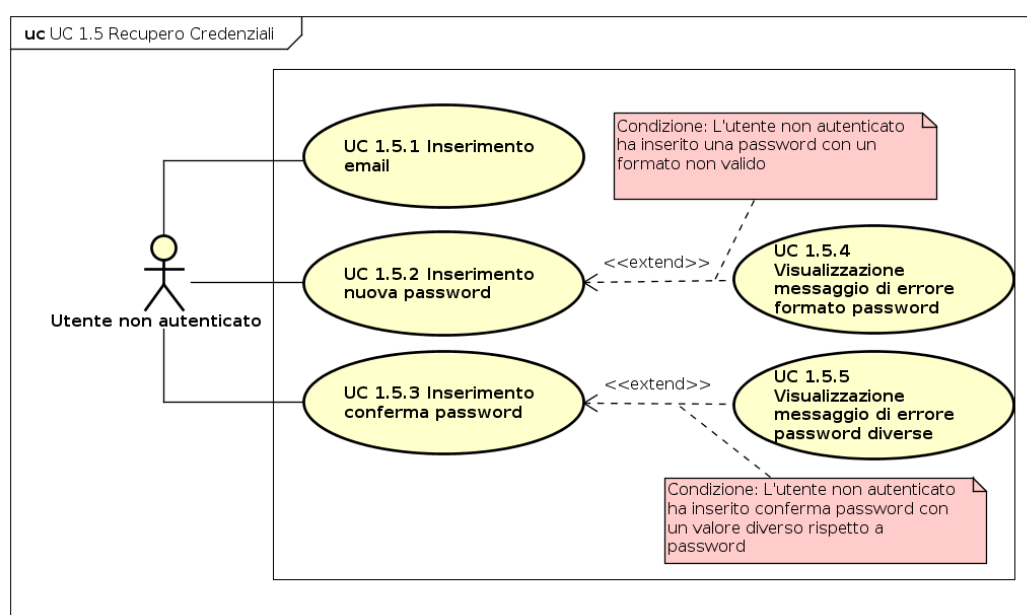 uc UC 1.5 Recupero Credenziali
UC 1.5.1 Inserimento
email
Condizione: L'utente non autenticato
ha inserito una password con un
formato non valido
Utente non autenticato
UC 1.5.2 Inserimento
nuova password
<<extend>>
UC 1.5.4
Visualizzazione
messaggio di errore
formato password
UC 1.5.3 Inserimento
conferma password
<<extend>>
UC 1.5.5
Visualizzazione
messaggio di errore
password diverse
Condizione: L'utente non autenticato
ha inserito conferma password con
un valore diverso rispetto a
password